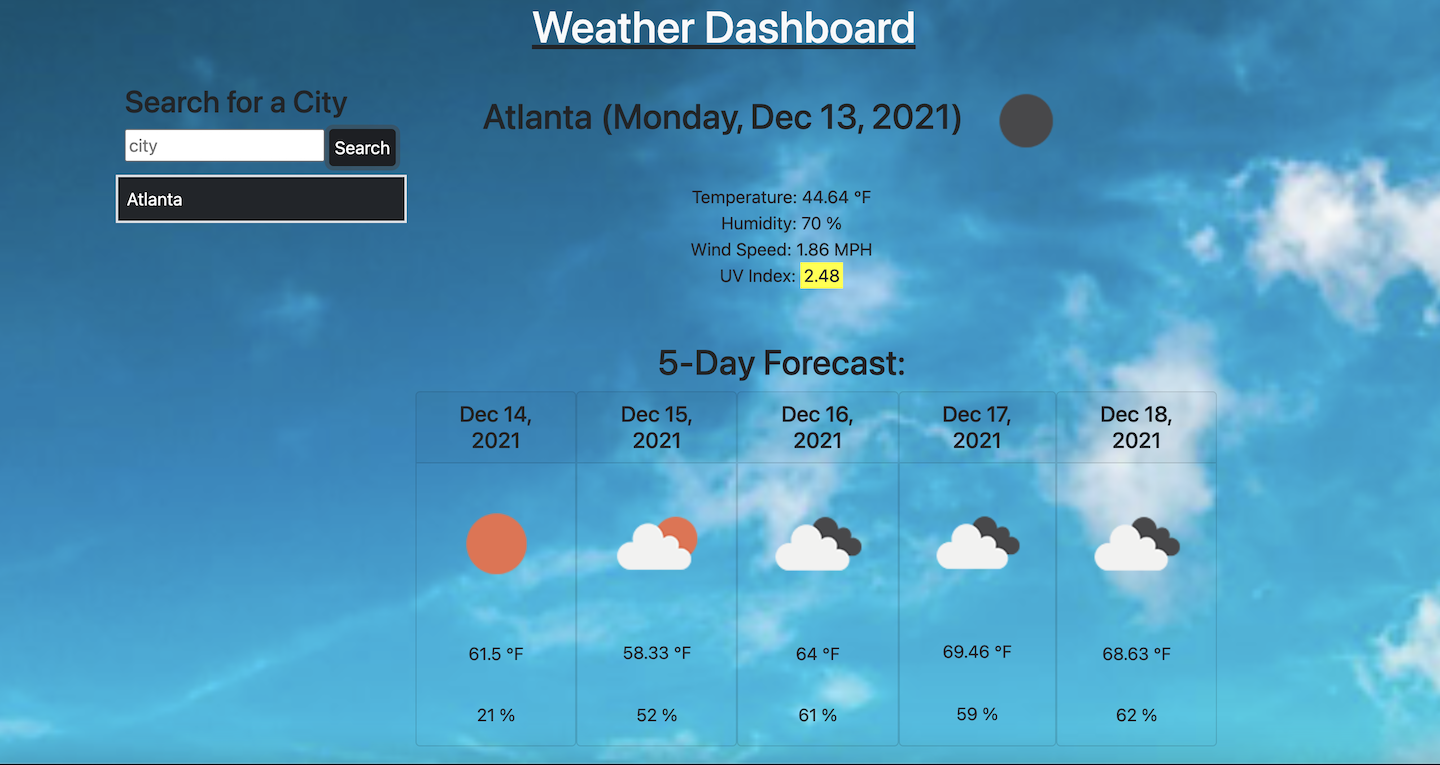 Weather Dashboard
Search for a City
city
Search
Atlanta
Atlanta (Monday, Dec 13, 2021)
Temperature: 44.64 °F
Humidity: 70 %
Wind Speed: 1.86 MPH
UV Index: 2.48
5-Day Forecast:
Dec 14,
2021
61.5 °F
21 %
Dec 15,
2021
58.33 °F
52 %
Dec 16,
2021
64 °F
61 %
Dec 17,
2021
69.46 °F
59 %
Dec 18,
2021
68.63 °F
62 %